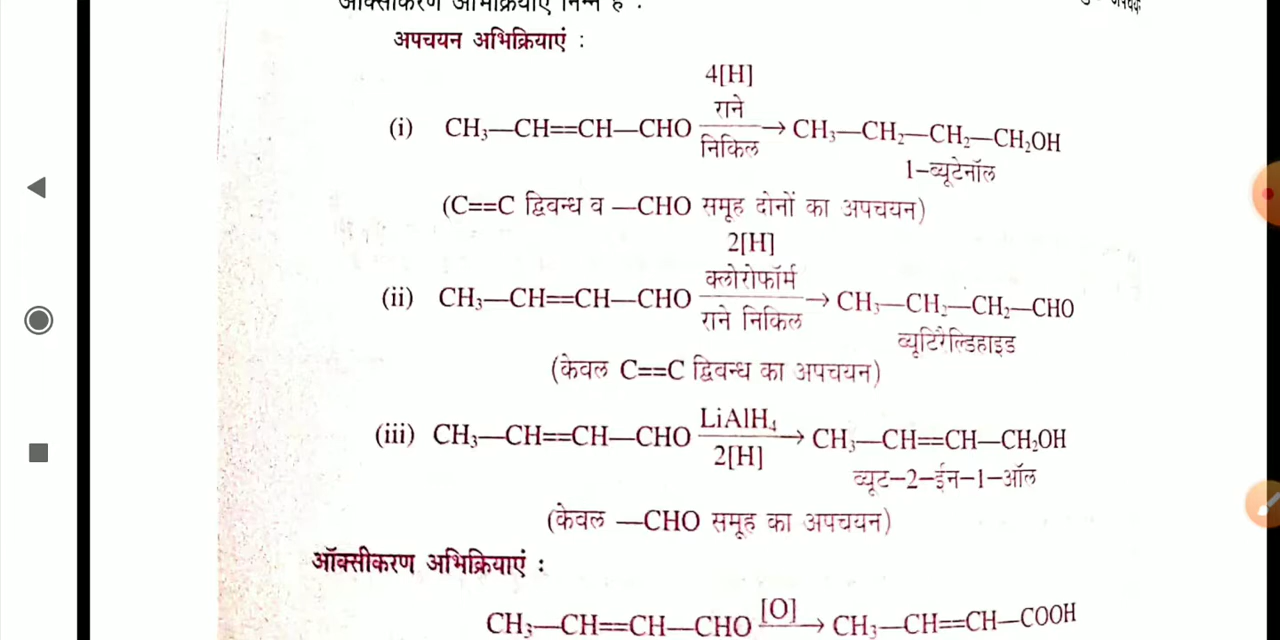 ऑक्सीकरण अभिक्रियाएं निम्न हैं :
अपचयन अभिक्रियाएं :
4[H]
(i) CH₃—CH==CH—CHO राने निकिल → CH₃—CH₂—CH₂—CH₂OH
1-ब्यूटेनॉल
(C==C द्विबन्ध व —CHO समूह दोनों का अपचयन)
2[H]
(ii) CH₃—CH==CH—CHO क्लोरोफॉर्म राने निकिल → CH₃—CH₂—CH₂—CHO
ब्यूटिरैल्डिहाइड
(केवल C==C द्विबन्ध का अपचयन)
(iii) CH₃—CH==CH—CHO LiAlH₄ 2[H] → CH₃—CH==CH—CH₂OH
ब्यूट-2-ईन-1-ऑल
(केवल —CHO समूह का अपचयन)
ऑक्सीकरण अभिक्रियाएं :
CH₃—CH==CH—CHO [O] → CH₃—CH==CH—COOH